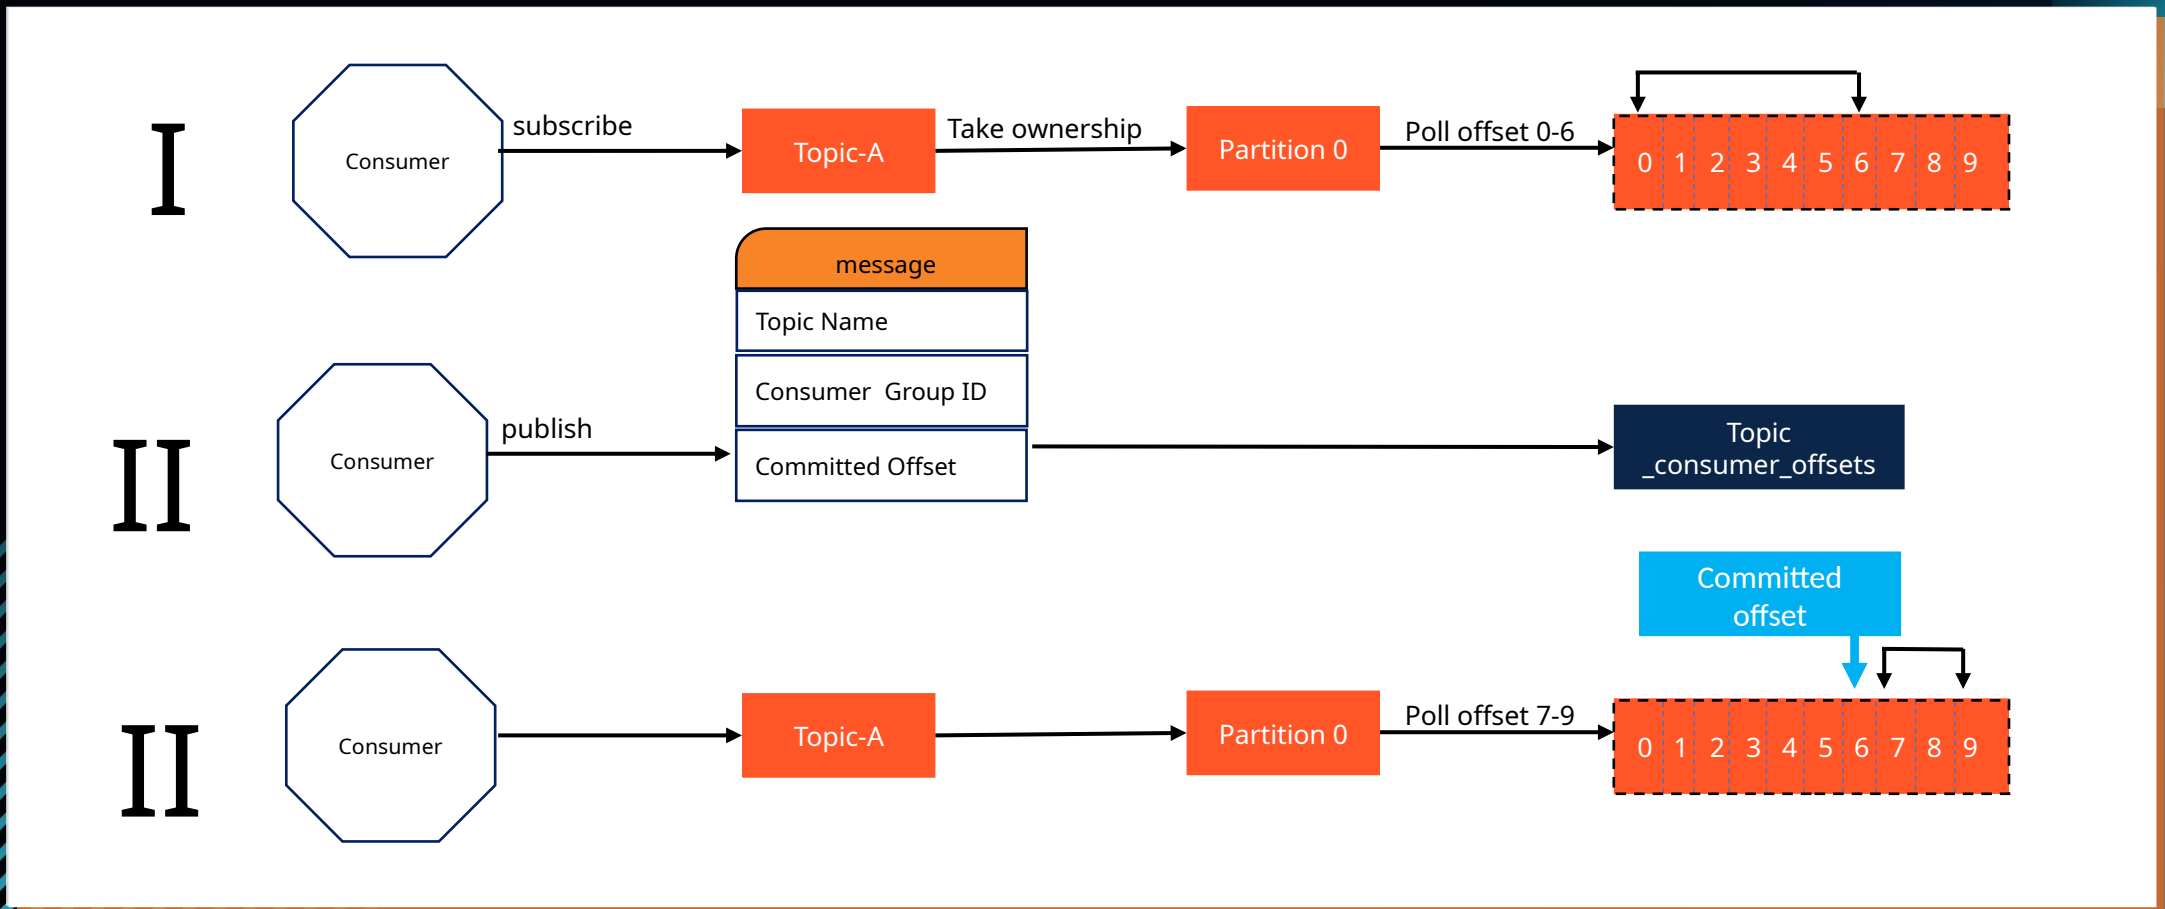 I
Consumer
subscribe
Topic-A
Take ownership
Partition 0
Poll offset 0-6
0 1 2 3 4 5 6 7 8 9
message
Topic Name
Consumer  Group ID
Committed Offset
II
Consumer
publish
Topic
_consumer_offsets
Committed
offset
II
Consumer
Topic-A
Partition 0
Poll offset 7-9
0 1 2 3 4 5 6 7 8 9